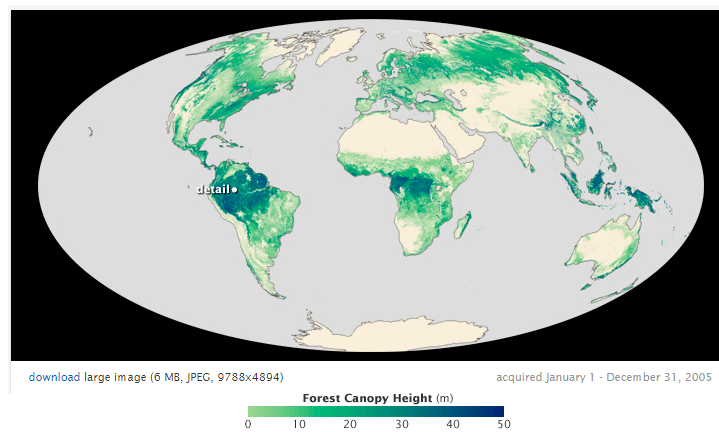 detail
download large image (6 MB, JPEG, 9788x4894) acquired January 1 - December 31, 2005
Forest Canopy Height (m)
0 10 20 30 40 50